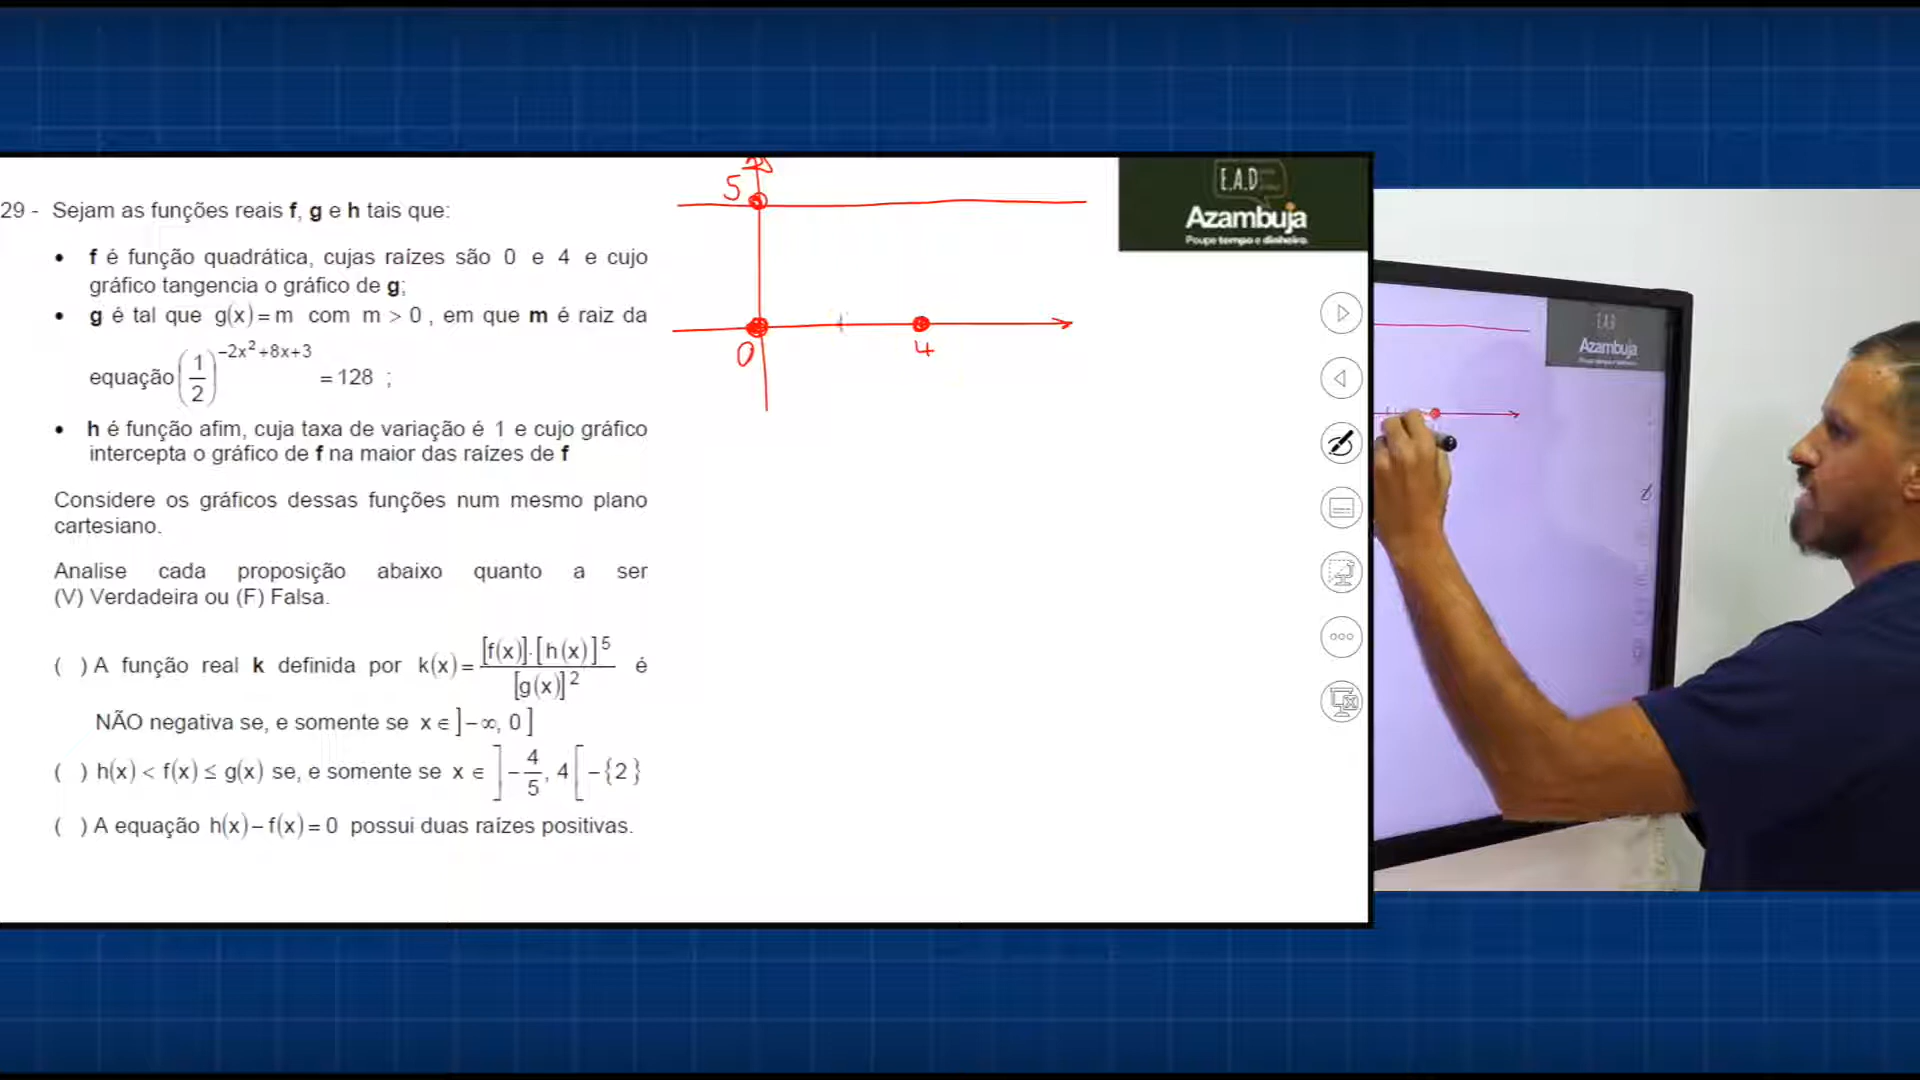 29 - Sejam as funções reais f, g e h tais que:
• f é função quadrática, cujas raízes são 0 e 4 e cujo
gráfico tangencia o gráfico de g;
• g é tal que g(x) = m com m > 0 , em que m é raiz da
equação (1/2)^(−2x²+8x+3) = 128 ;
• h é função afim, cuja taxa de variação é 1 e cujo gráfico
intercepta o gráfico de f na maior das raízes de f
Considere os gráficos dessas funções num mesmo plano
cartesiano.
Analise cada proposição abaixo quanto a ser
(V) Verdadeira ou (F) Falsa.
( ) A função real k definida por k(x) = [f(x)]·[h(x)]⁵ / [g(x)]² é
NÃO negativa se, e somente se x ∈ ]−∞, 0]
( ) h(x) < f(x) ≤ g(x) se, e somente se x ∈ ]−4/5, 4[ −{2}
( ) A equação h(x) − f(x) = 0 possui duas raízes positivas.
5
0
4
E.A.D
Azambuja
Poupe tempo e dinheiro.
E.A.D
Azambuja